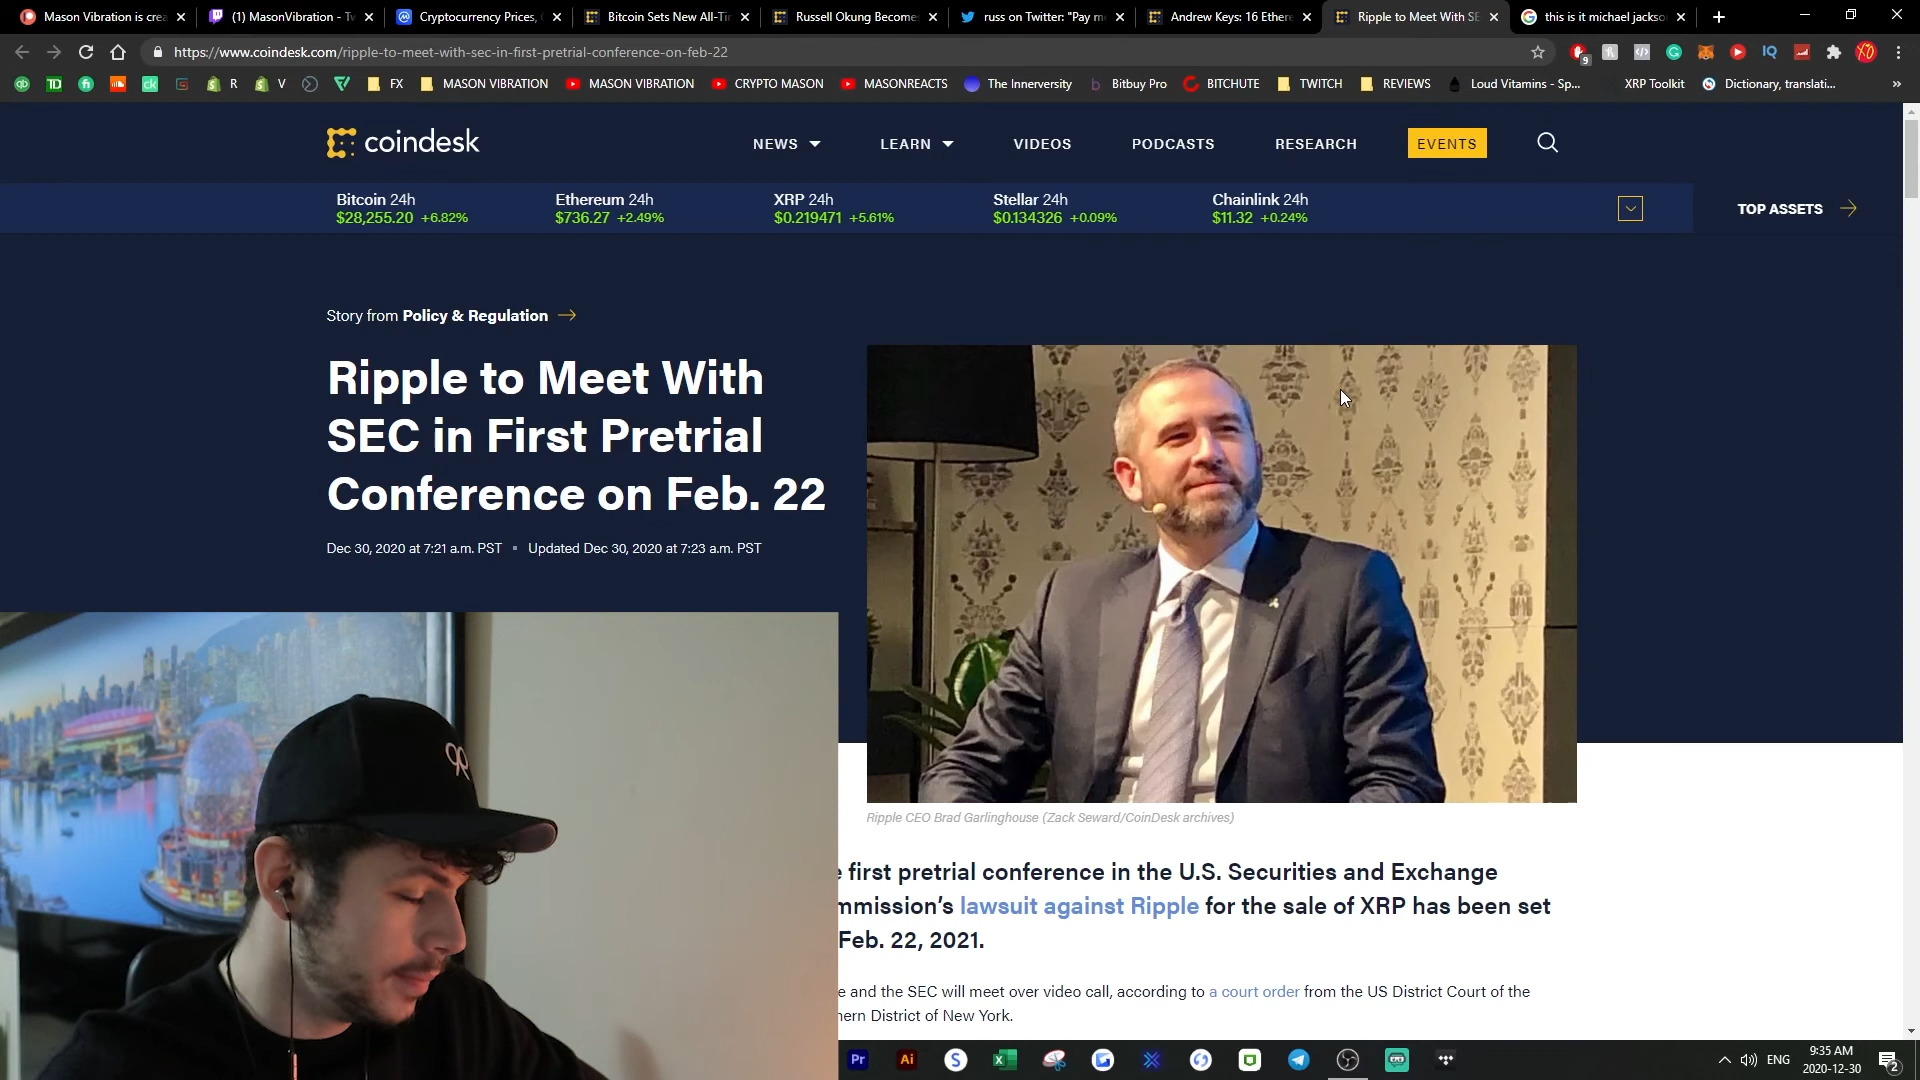 Mason Vibration is crea
(1) MasonVibration - Tw
Cryptocurrency Prices,
Bitcoin Sets New All-Ti
Russell Okung Become
russ on Twitter: "Pay m
Andrew Keys: 16 Ethere
Ripple to Meet With SE
this is it michael jackso
https://www.coindesk.com/ripple-to-meet-with-sec-in-first-pretrial-conference-on-feb-22
9
IQ
TD
R
V
FX
MASON VIBRATION
MASON VIBRATION
CRYPTO MASON
MASONREACTS
The Innerversity
Bitbuy Pro
BITCHUTE
TWITCH
REVIEWS
Loud Vitamins - Sp...
XRP Toolkit
Dictionary, translati...
»
coindesk
NEWS
LEARN
VIDEOS
PODCASTS
RESEARCH
EVENTS
Bitcoin 24h
$28,255.20 +6.82%
Ethereum 24h
$736.27 +2.49%
XRP 24h
$0.219471 +5.61%
Stellar 24h
$0.134326 +0.09%
Chainlink 24h
$11.32 +0.24%
TOP ASSETS
Story from Policy & Regulation
Ripple to Meet With
SEC in First Pretrial
Conference on Feb. 22
Dec 30, 2020 at 7:21 a.m. PST ▪ Updated Dec 30, 2020 at 7:23 a.m. PST
Ripple CEO Brad Garlinghouse (Zack Seward/CoinDesk archives)
first pretrial conference in the U.S. Securities and Exchange
mmission's lawsuit against Ripple for the sale of XRP has been set
Feb. 22, 2021.
e and the SEC will meet over video call, according to a court order from the US District Court of the
hern District of New York.
Pr
Ai
S
ENG
9:35 AM
2020-12-30
2